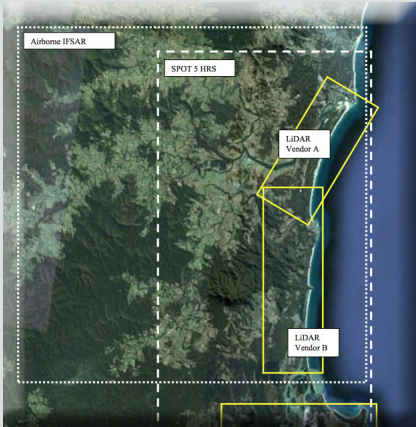 Airborne IFSAR
SPOT 5 HRS
LiDAR
Vendor A
LiDAR
Vendor B